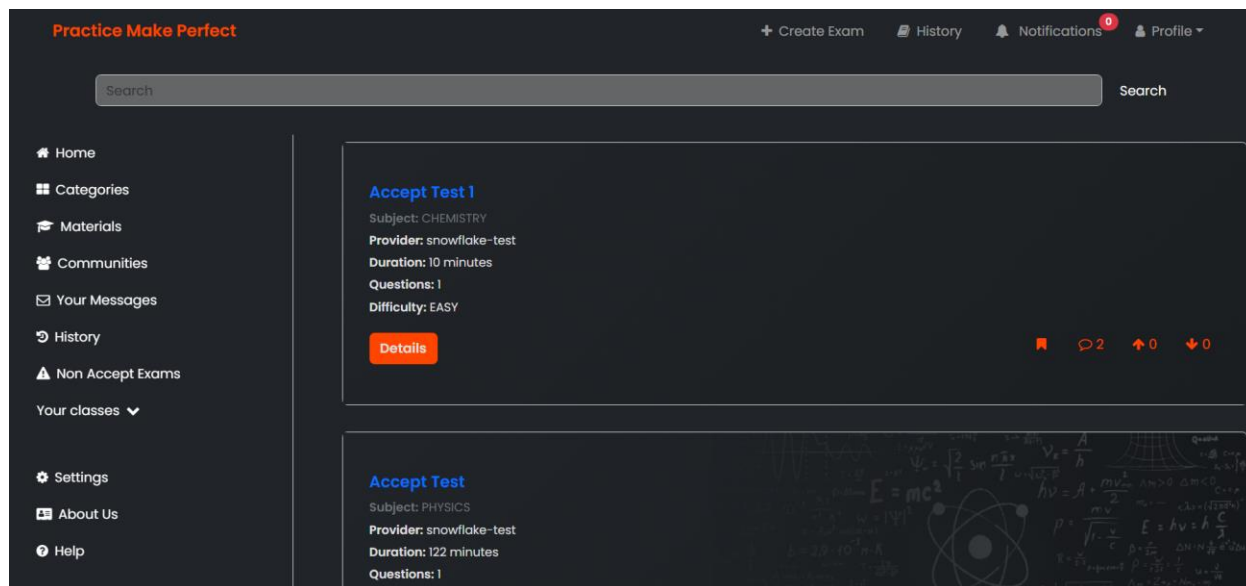 Practice Make Perfect
Create Exam
History
Notifications
0
Profile
Search
Search
Home
Categories
Materials
Communities
Your Messages
History
Non Accept Exams
Your classes
Settings
About Us
Help
Accept Test 1
Subject: CHEMISTRY
Provider: snowflake-test
Duration: 10 minutes
Questions: 1
Difficulty: EASY
Details
2
0
0
Accept Test
Subject: PHYSICS
Provider: snowflake-test
Duration: 122 minutes
Questions: 1
E = mc²